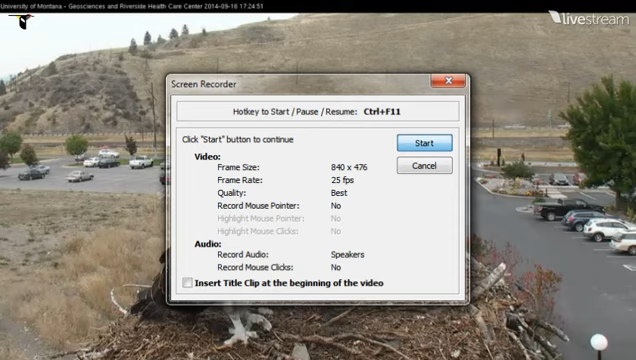 University of Montana - Geosciences and Riverside Health Care Center 2014-09-16 17:24:51
livestream
Screen Recorder
Hotkey to Start / Pause / Resume: Ctrl+F11
Click "Start" button to continue
Start
Cancel
Video:
Frame Size: 840 x 476
Frame Rate: 25 fps
Quality: Best
Record Mouse Pointer: No
Highlight Mouse Pointer: No
Highlight Mouse Clicks: No
Audio:
Record Audio: Speakers
Record Mouse Clicks: No
Insert Title Clip at the beginning of the video